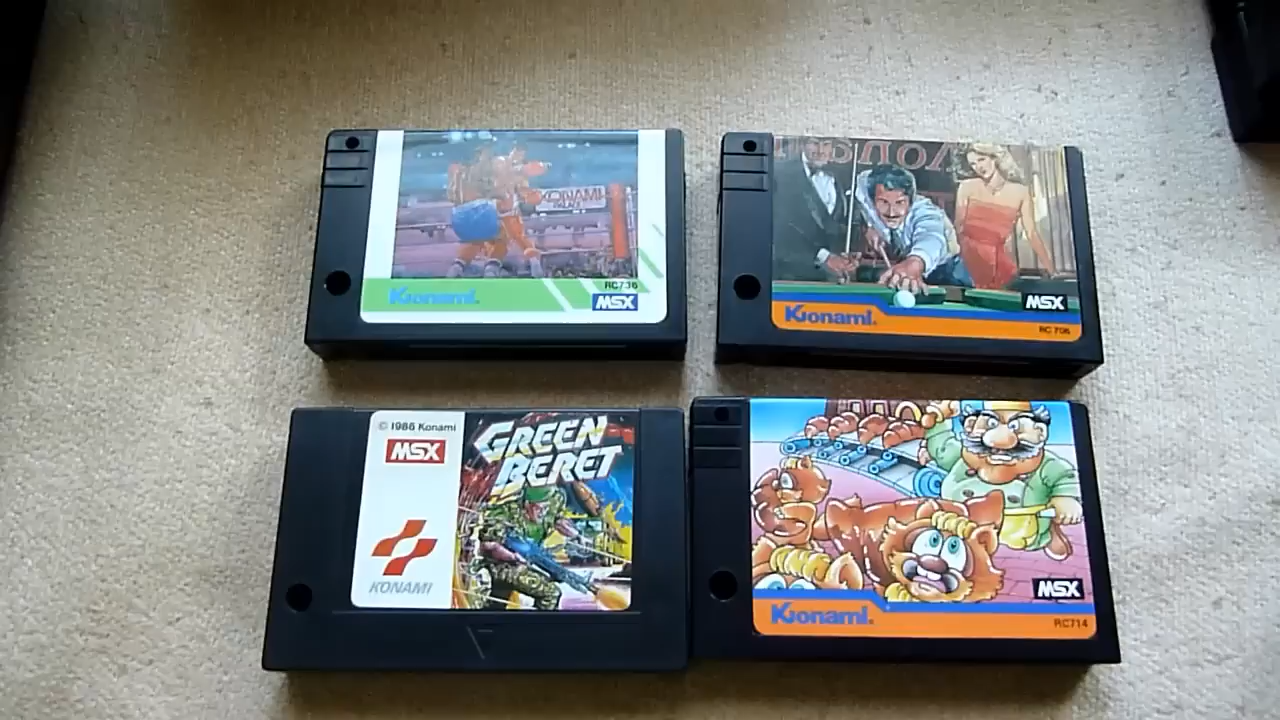 KONAMI
Konami.
RC736
MSX
Konami.
MSX
RC 706
© 1986 Konami
MSX
GREEN
BERET
KONAMI
MSX
Konami.
RC714